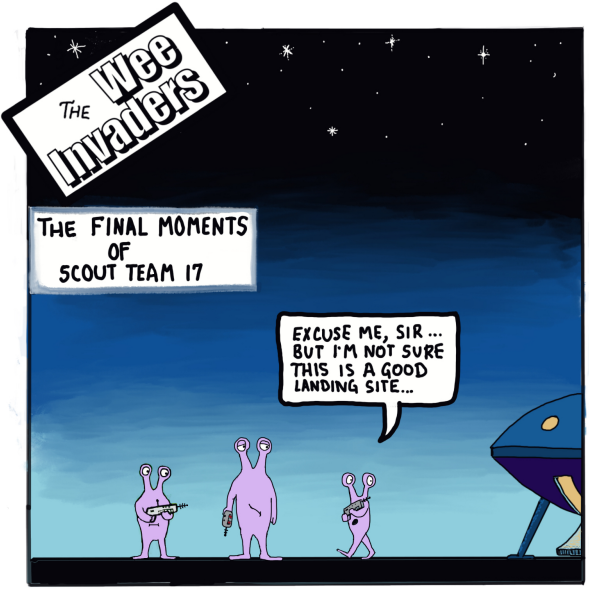 THE Wee
Invaders
THE FINAL MOMENTS
OF
SCOUT TEAM 17
EXCUSE ME, SIR...
BUT I'M NOT SURE
THIS IS A GOOD
LANDING SITE...